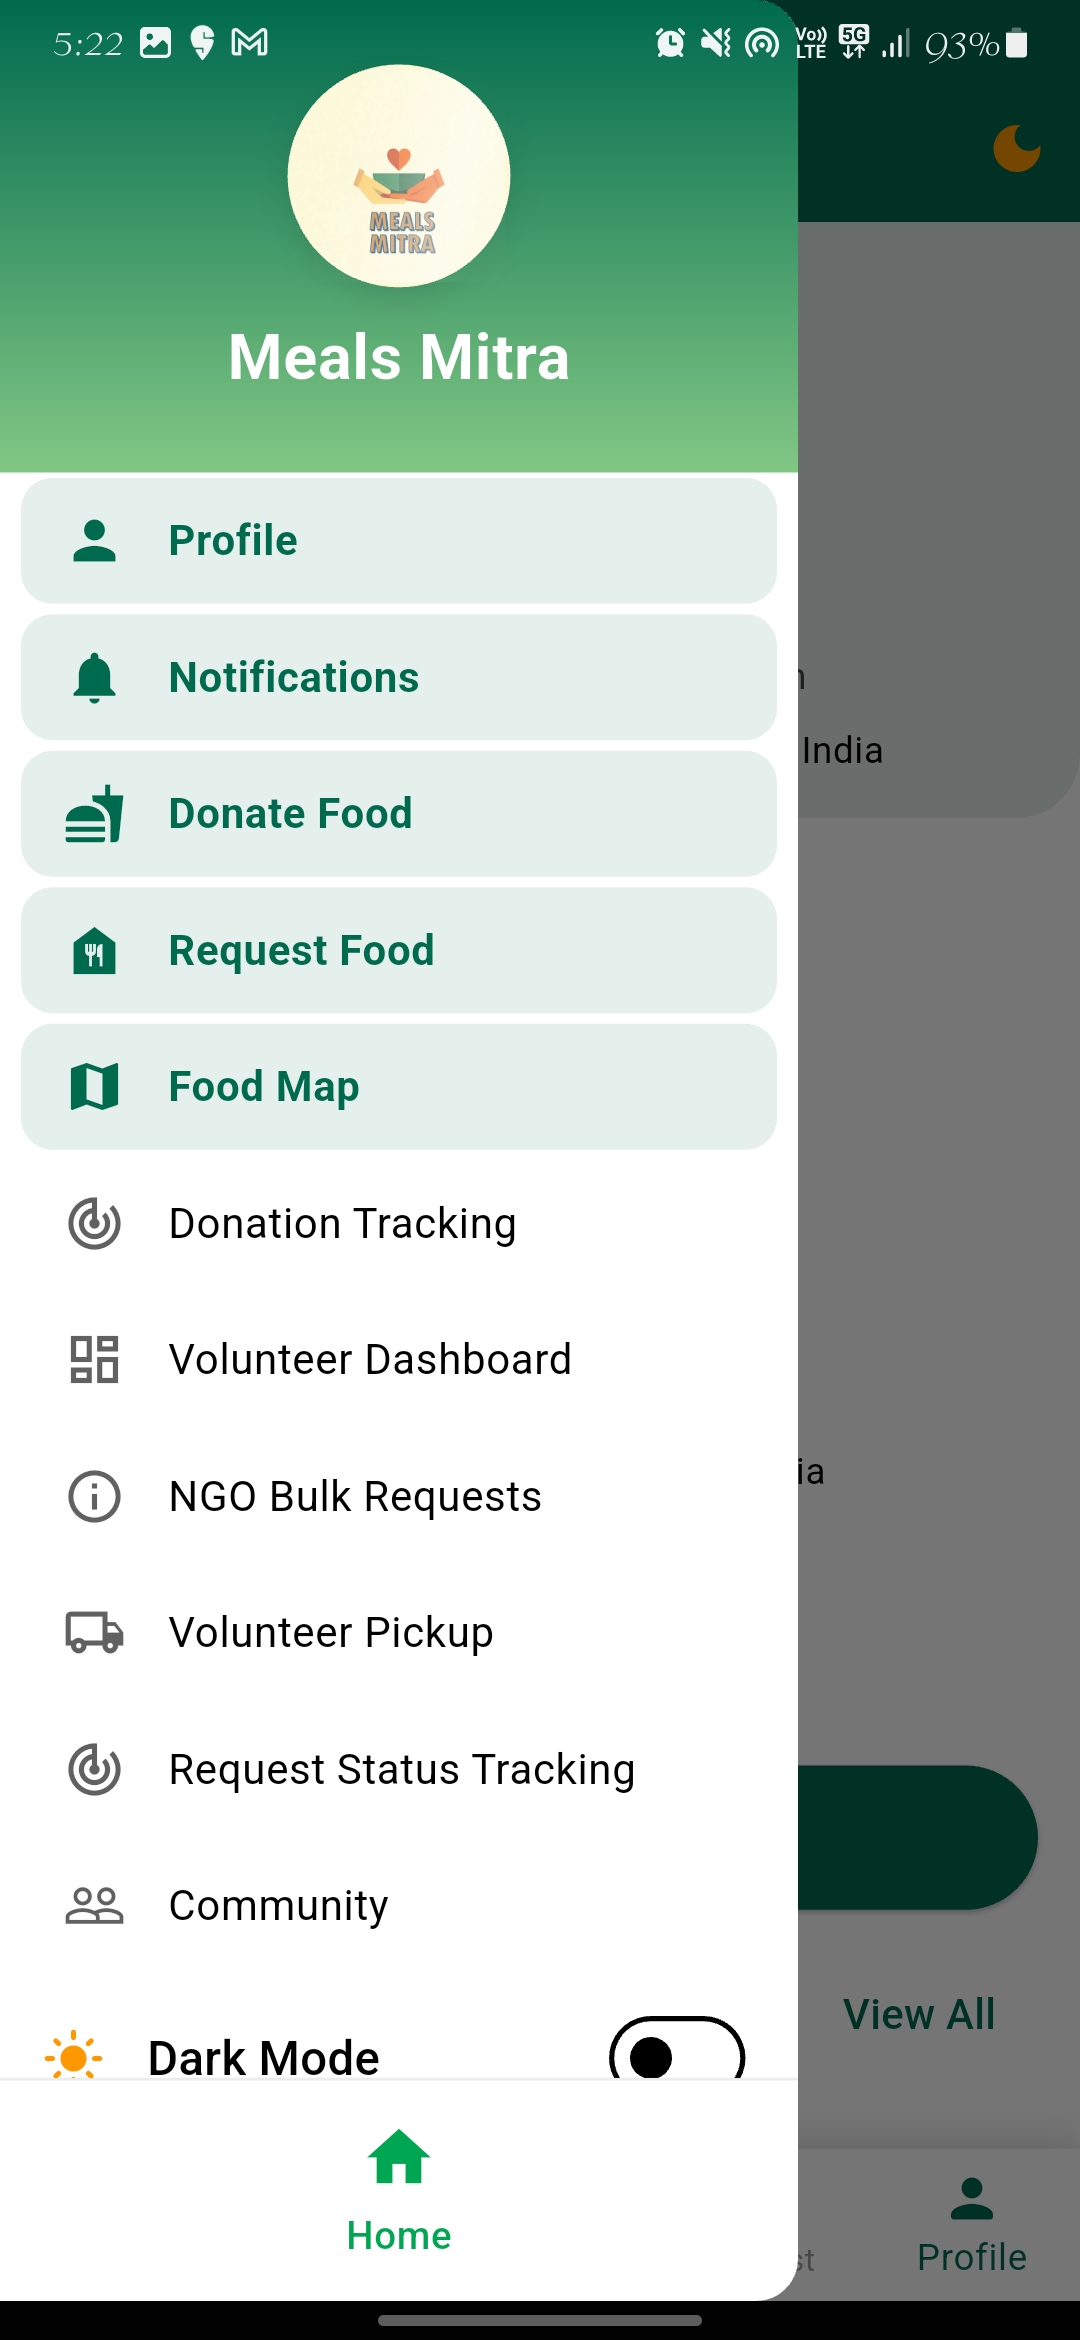 5:22
Vo))
LTE
5G
93%
MEALS
MITRA
Meals Mitra
Profile
Notifications
Donate Food
Request Food
Food Map
Donation Tracking
Volunteer Dashboard
NGO Bulk Requests
Volunteer Pickup
Request Status Tracking
Community
Dark Mode
Home
n
India
ia
View All
st
Profile